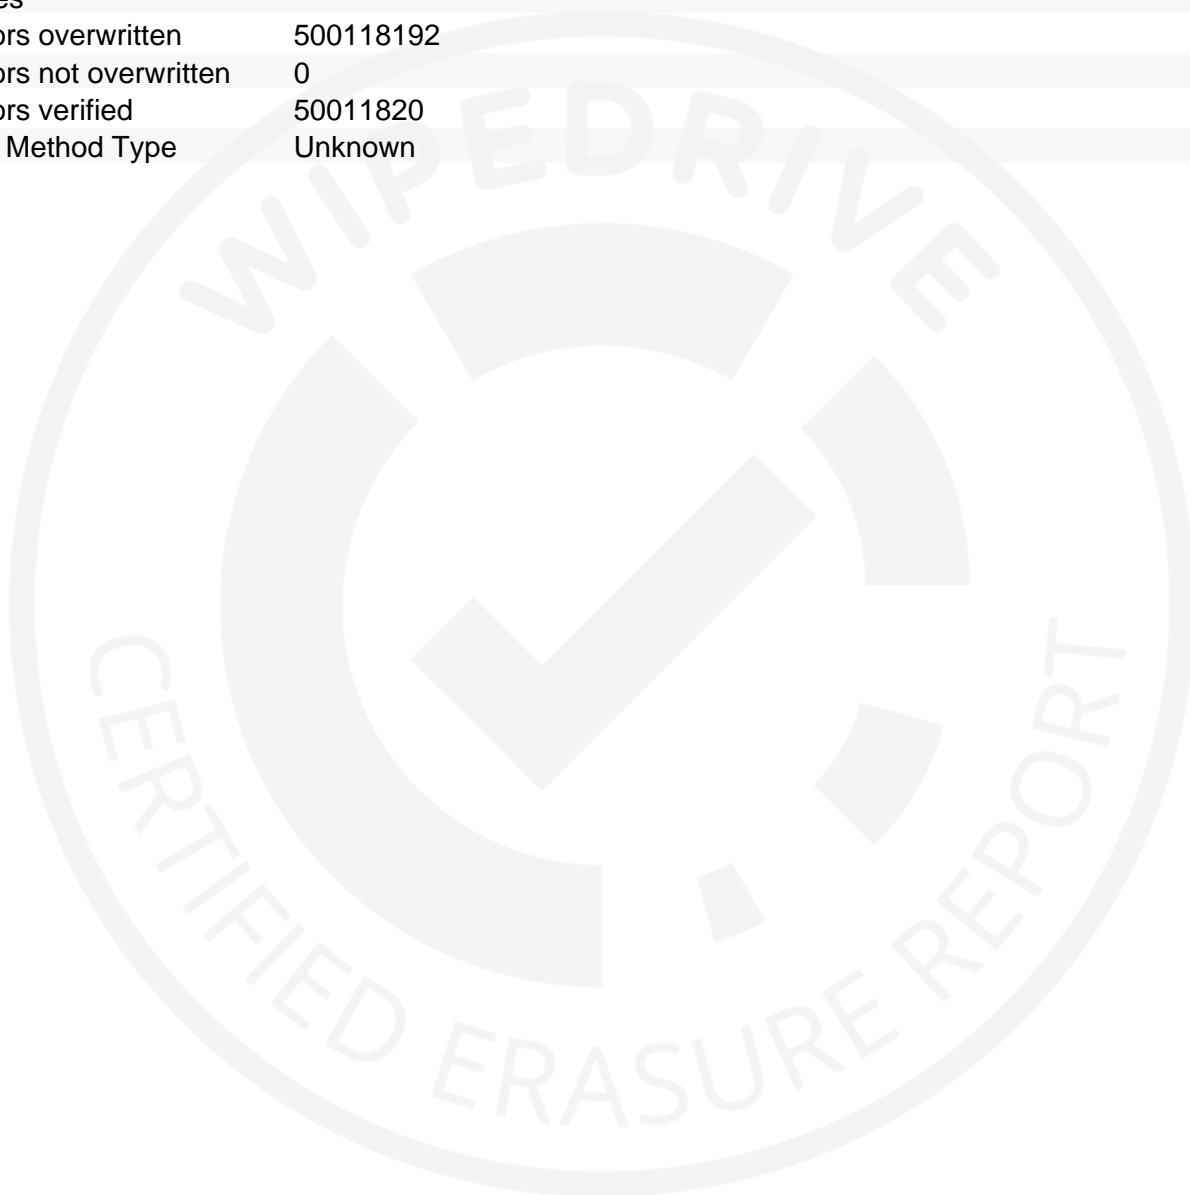 es
ors overwritten 500118192
ors not overwritten 0
ors verified 50011820
Method Type Unknown
WIPEDRIVE
CERTIFIED ERASURE REPORT